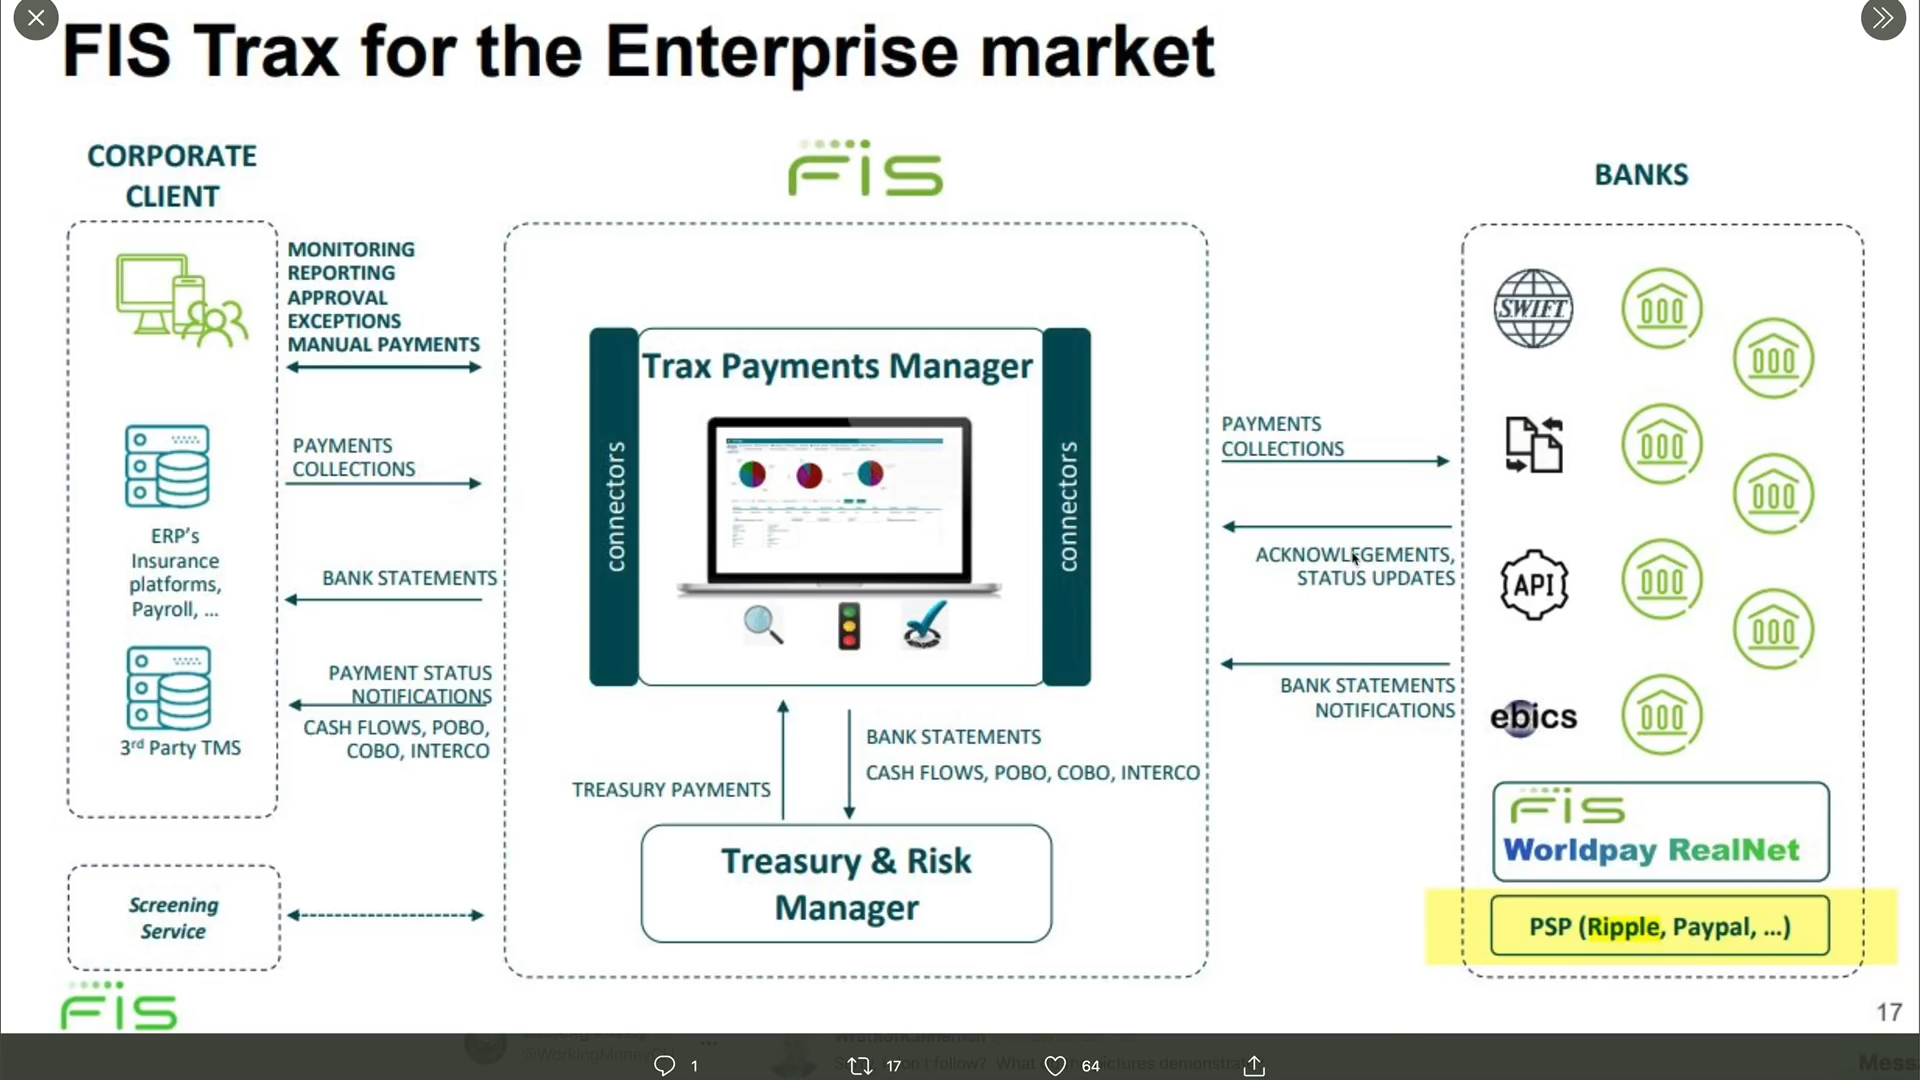 FIS Trax for the Enterprise market
CORPORATE
CLIENT
FIS
BANKS
MONITORING
REPORTING
APPROVAL
EXCEPTIONS
MANUAL PAYMENTS
PAYMENTS
COLLECTIONS
ERP's
Insurance
platforms,
Payroll, ...
BANK STATEMENTS
PAYMENT STATUS
NOTIFICATIONS
CASH FLOWS, POBO,
COBO, INTERCO
3rd Party TMS
Screening
Service
connectors
Trax Payments Manager
connectors
TREASURY PAYMENTS
BANK STATEMENTS
CASH FLOWS, POBO, COBO, INTERCO
Treasury & Risk
Manager
PAYMENTS
COLLECTIONS
ACKNOWLEGEMENTS,
STATUS UPDATES
BANK STATEMENTS
NOTIFICATIONS
SWIFT
API
ebics
FIS
Worldpay RealNet
PSP (Ripple, Paypal, ...)
FIS
17
1
17
64